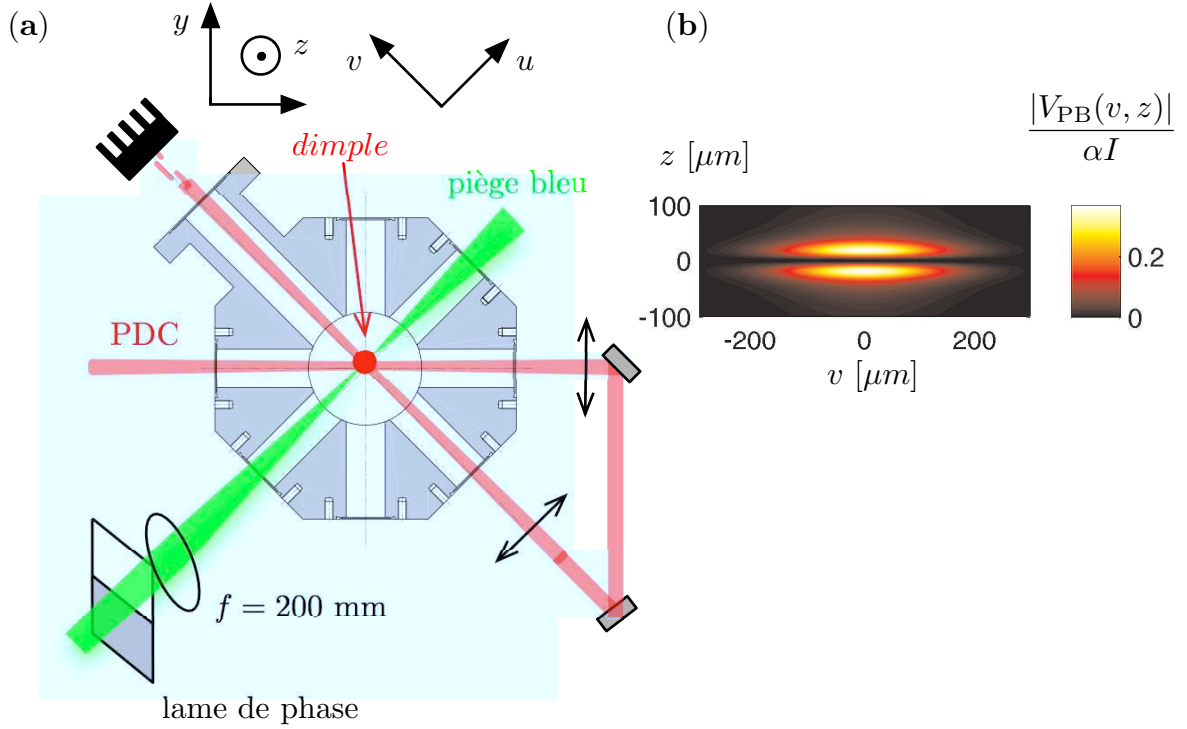 (a)
y
z
v
u
dimple
piège bleu
PDC
f = 200 mm
lame de phase
(b)
|V_PB(v, z)|
αI
z [μm]
100
0
-100
-200
0
200
v [μm]
0.2
0